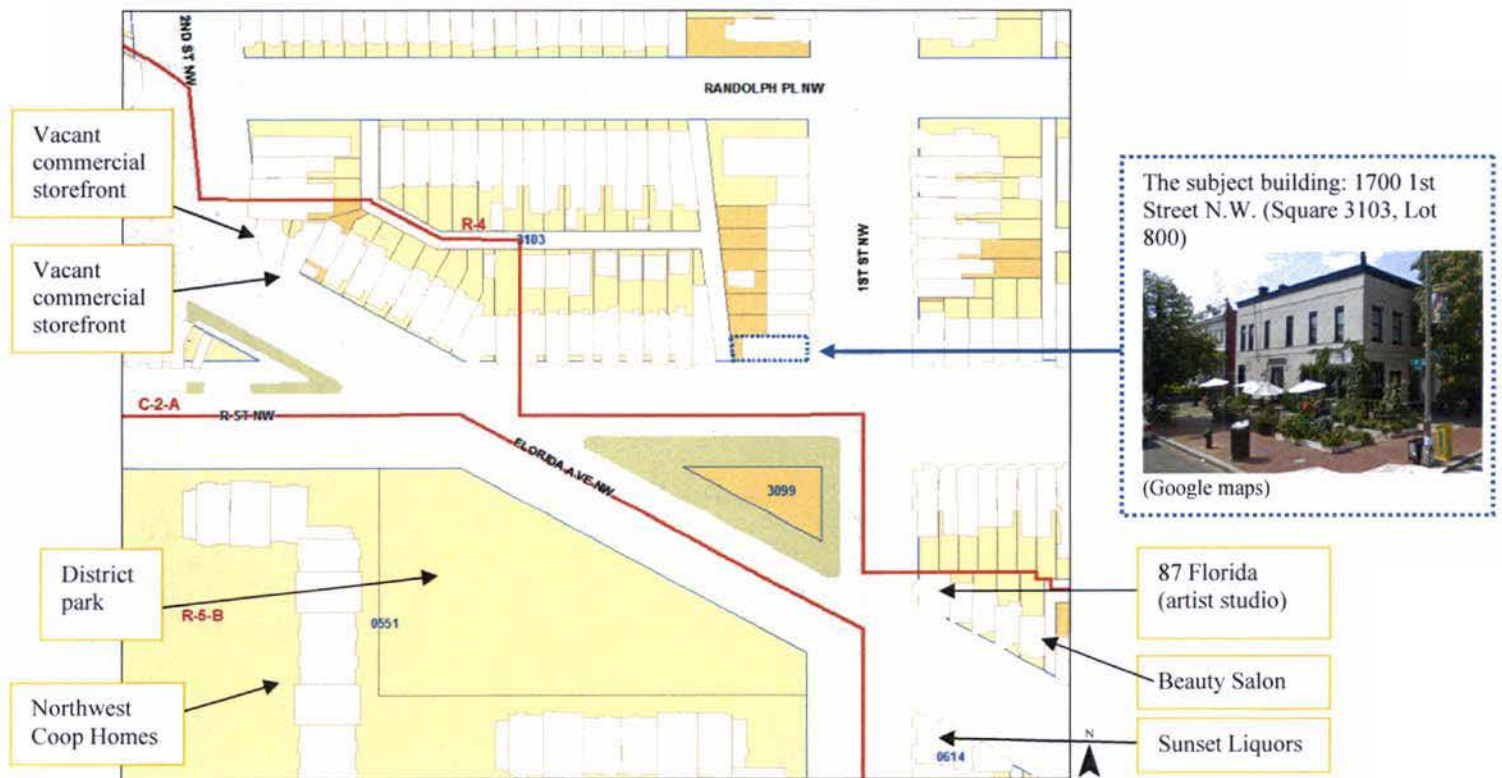 2ND ST NW
RANDOLPH PL NW
Vacant
commercial
storefront
Vacant
commercial
storefront
R-4
3103
1ST ST NW
The subject building: 1700 1st
Street N.W. (Square 3103, Lot
800)
(Google maps)
C-2-A
R ST NW
FLORIDA AVE NW
3099
District
park
R-5-B
0551
Northwest
Coop Homes
87 Florida
(artist studio)
Beauty Salon
Sunset Liquors
0614
N